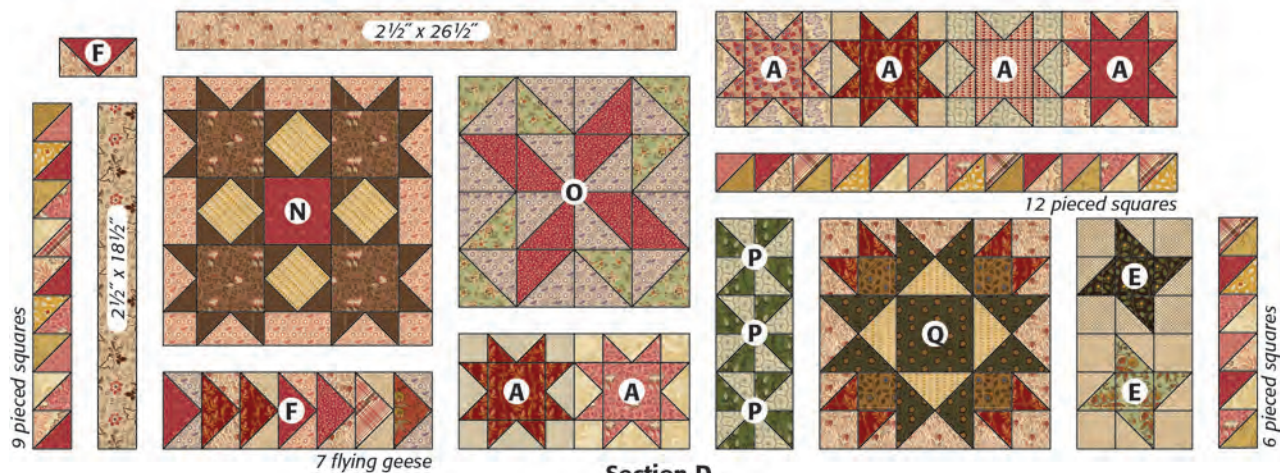 F
2½" x 26½"
A A A A
N
O
12 pieced squares
9 pieced squares
2½" x 18½"
P
P
P
Q
E
E
6 pieced squares
A A
F
7 flying geese
Section D